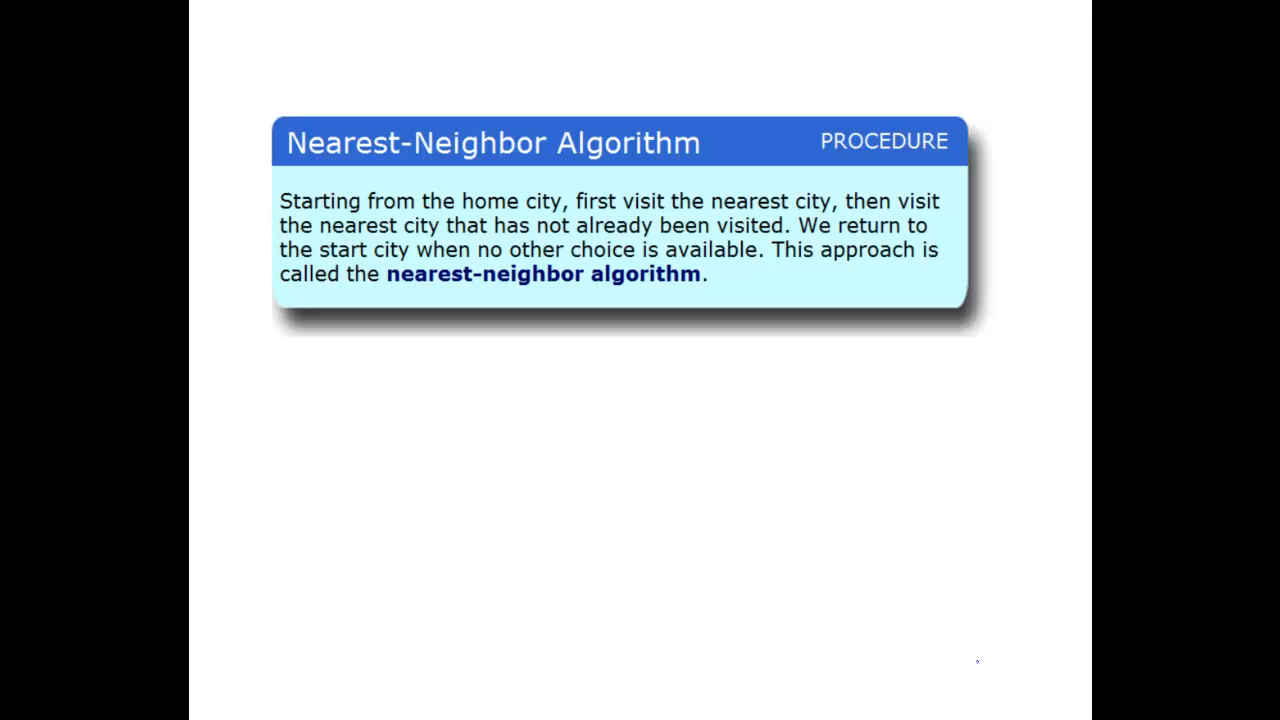 Nearest-Neighbor Algorithm PROCEDURE
Starting from the home city, first visit the nearest city, then visit
the nearest city that has not already been visited. We return to
the start city when no other choice is available. This approach is
called the nearest-neighbor algorithm.